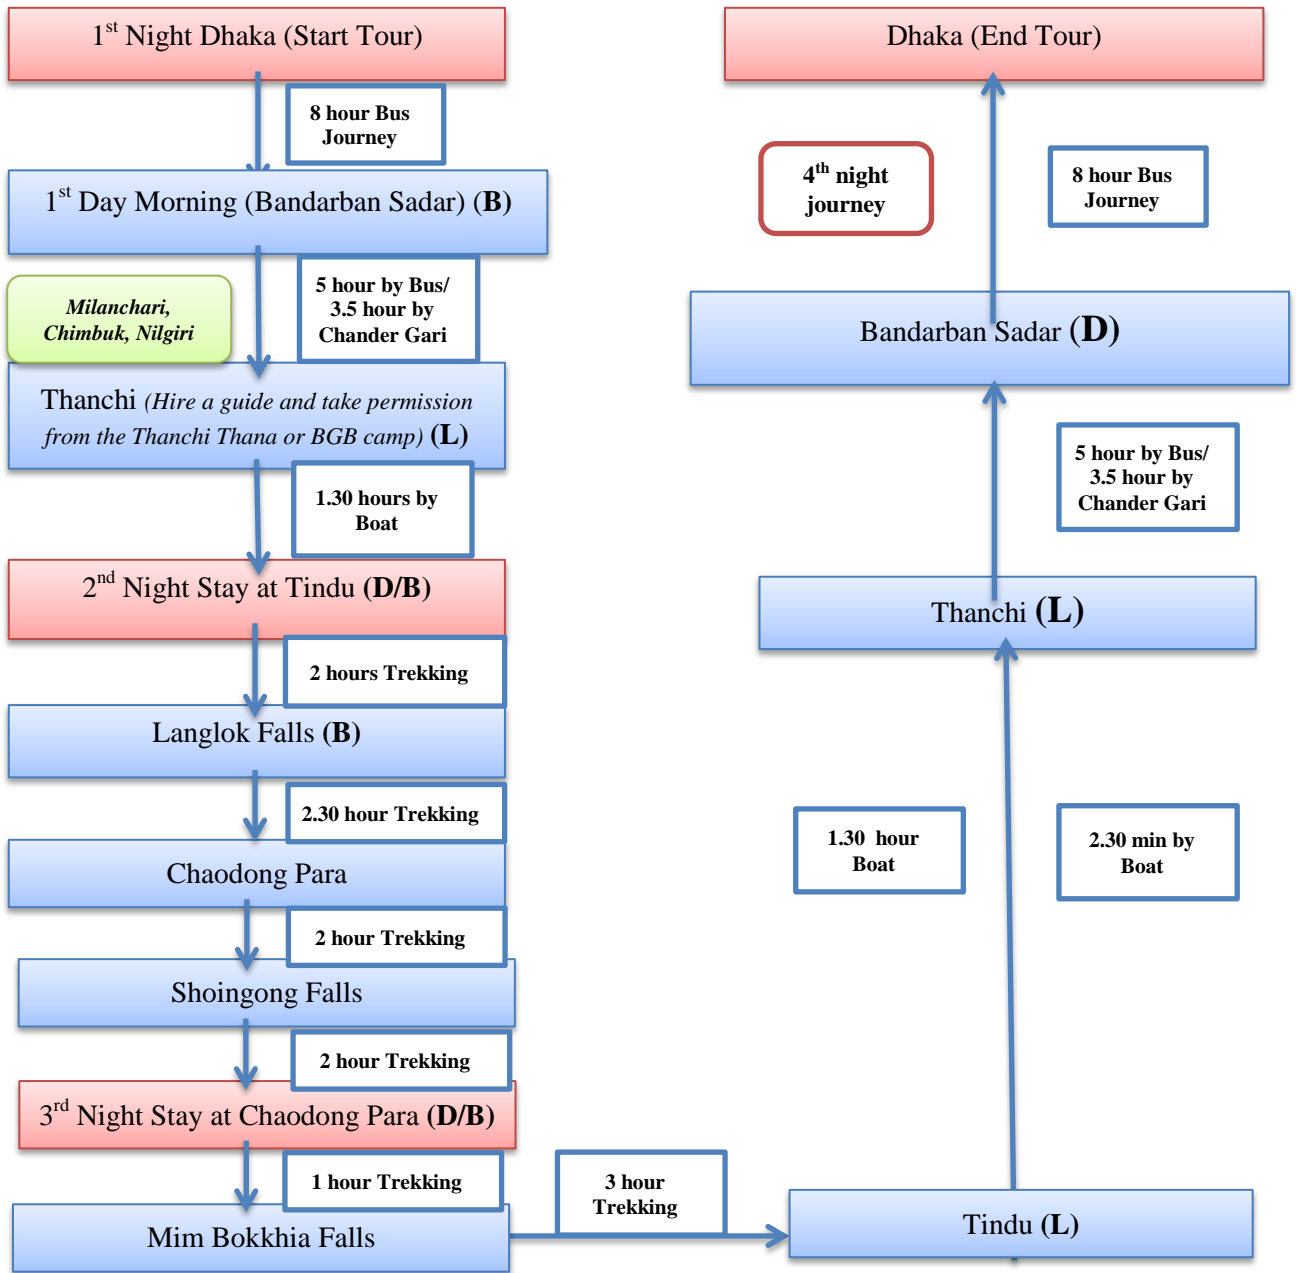 1st Night Dhaka (Start Tour)
8 hour Bus
Journey
1st Day Morning (Bandarban Sadar) (B)
Milanchari,
Chimbuk, Nilgiri
5 hour by Bus/
3.5 hour by
Chander Gari
Thanchi (Hire a guide and take permission
from the Thanchi Thana or BGB camp) (L)
1.30 hours by
Boat
2nd Night Stay at Tindu (D/B)
2 hours Trekking
Langlok Falls (B)
2.30 hour Trekking
Chaodong Para
2 hour Trekking
Shoingong Falls
2 hour Trekking
3rd Night Stay at Chaodong Para (D/B)
1 hour Trekking
Mim Bokkhia Falls
3 hour
Trekking
Tindu (L)
1.30 hour
Boat
2.30 min by
Boat
Thanchi (L)
5 hour by Bus/
3.5 hour by
Chander Gari
Bandarban Sadar (D)
4th night
journey
8 hour Bus
Journey
Dhaka (End Tour)